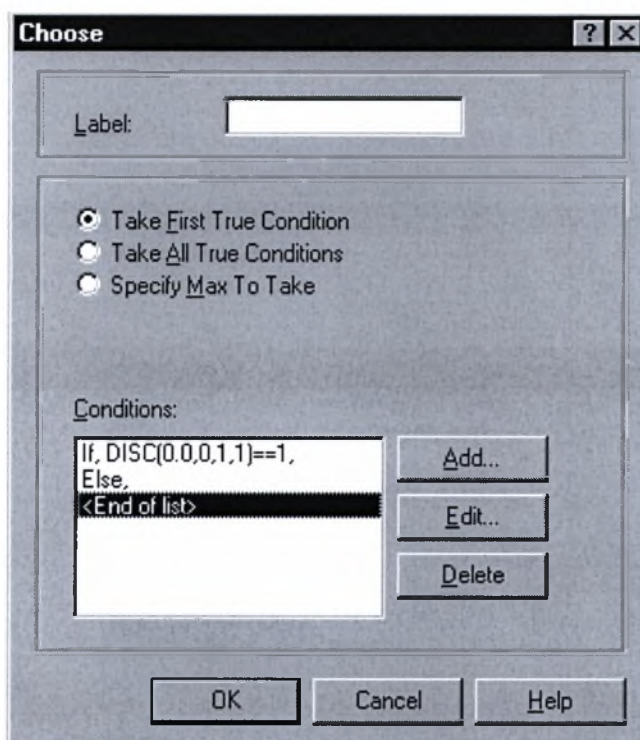 Choose
Label:
Take First True Condition
Take All True Conditions
Specify Max To Take
Conditions:
If, DISC(0.0,0,1,1)==1,
Else,
<End of list>
Add...
Edit...
Delete
OK Cancel Help